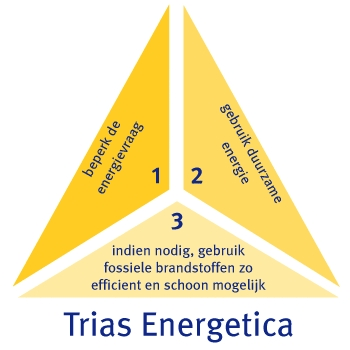 beperk de
energievraag
1
2
gebruik duurzame
energie
3
indien nodig, gebruik
fossiele brandstoffen zo
efficient en schoon mogelijk
Trias Energetica